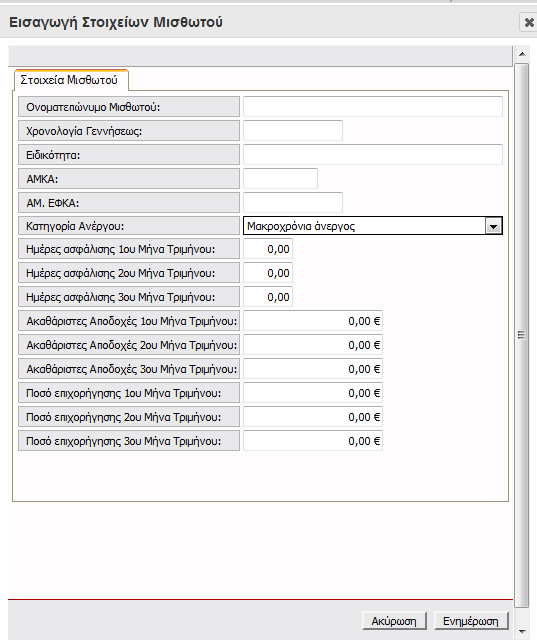 Εισαγωγή Στοιχείων Μισθωτού
Στοιχεία Μισθωτού
Ονοματεπώνυμο Μισθωτού:
Χρονολογία Γεννήσεως:
Ειδικότητα:
ΑΜΚΑ:
ΑΜ. ΕΦΚΑ:
Κατηγορία Ανέργου: Μακροχρόνια άνεργος
Ημέρες ασφάλισης 1ου Μήνα Τριμήνου: 0,00
Ημέρες ασφάλισης 2ου Μήνα Τριμήνου: 0,00
Ημέρες ασφάλισης 3ου Μήνα Τριμήνου: 0,00
Ακαθάριστες Αποδοχές 1ου Μήνα Τριμήνου: 0,00 €
Ακαθάριστες Αποδοχές 2ου Μήνα Τριμήνου: 0,00 €
Ακαθάριστες Αποδοχές 3ου Μήνα Τριμήνου: 0,00 €
Ποσό επιχορήγησης 1ου Μήνα Τριμήνου: 0,00 €
Ποσό επιχορήγησης 2ου Μήνα Τριμήνου: 0,00 €
Ποσό επιχορήγησης 3ου Μήνα Τριμήνου: 0,00 €
Ακύρωση Ενημέρωση